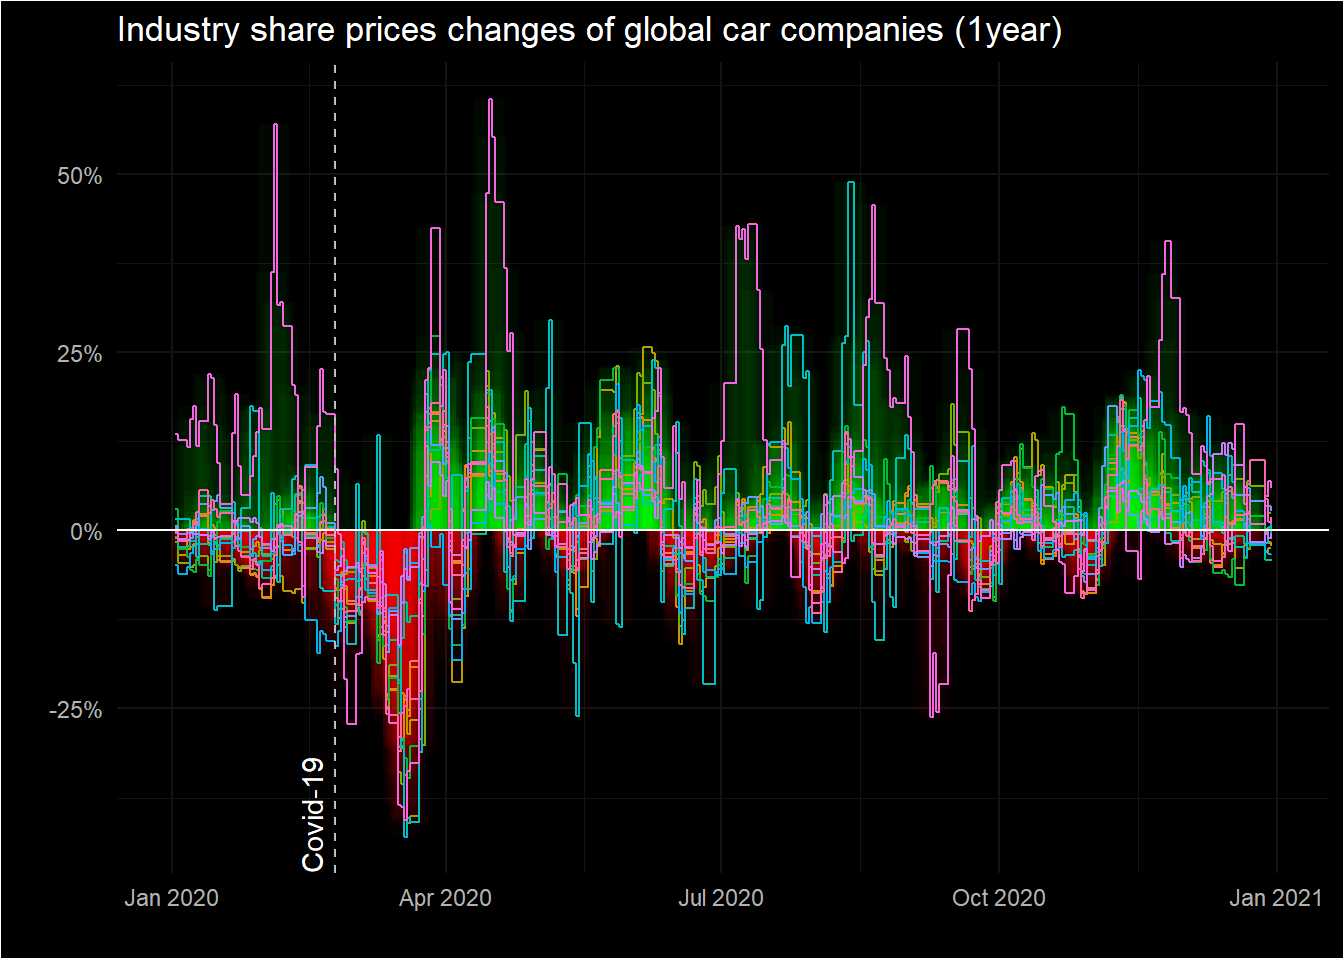 Industry share prices changes of global car companies (1year)
50%
25%
0%
-25%
Covid-19
Jan 2020
Apr 2020
Jul 2020
Oct 2020
Jan 2021